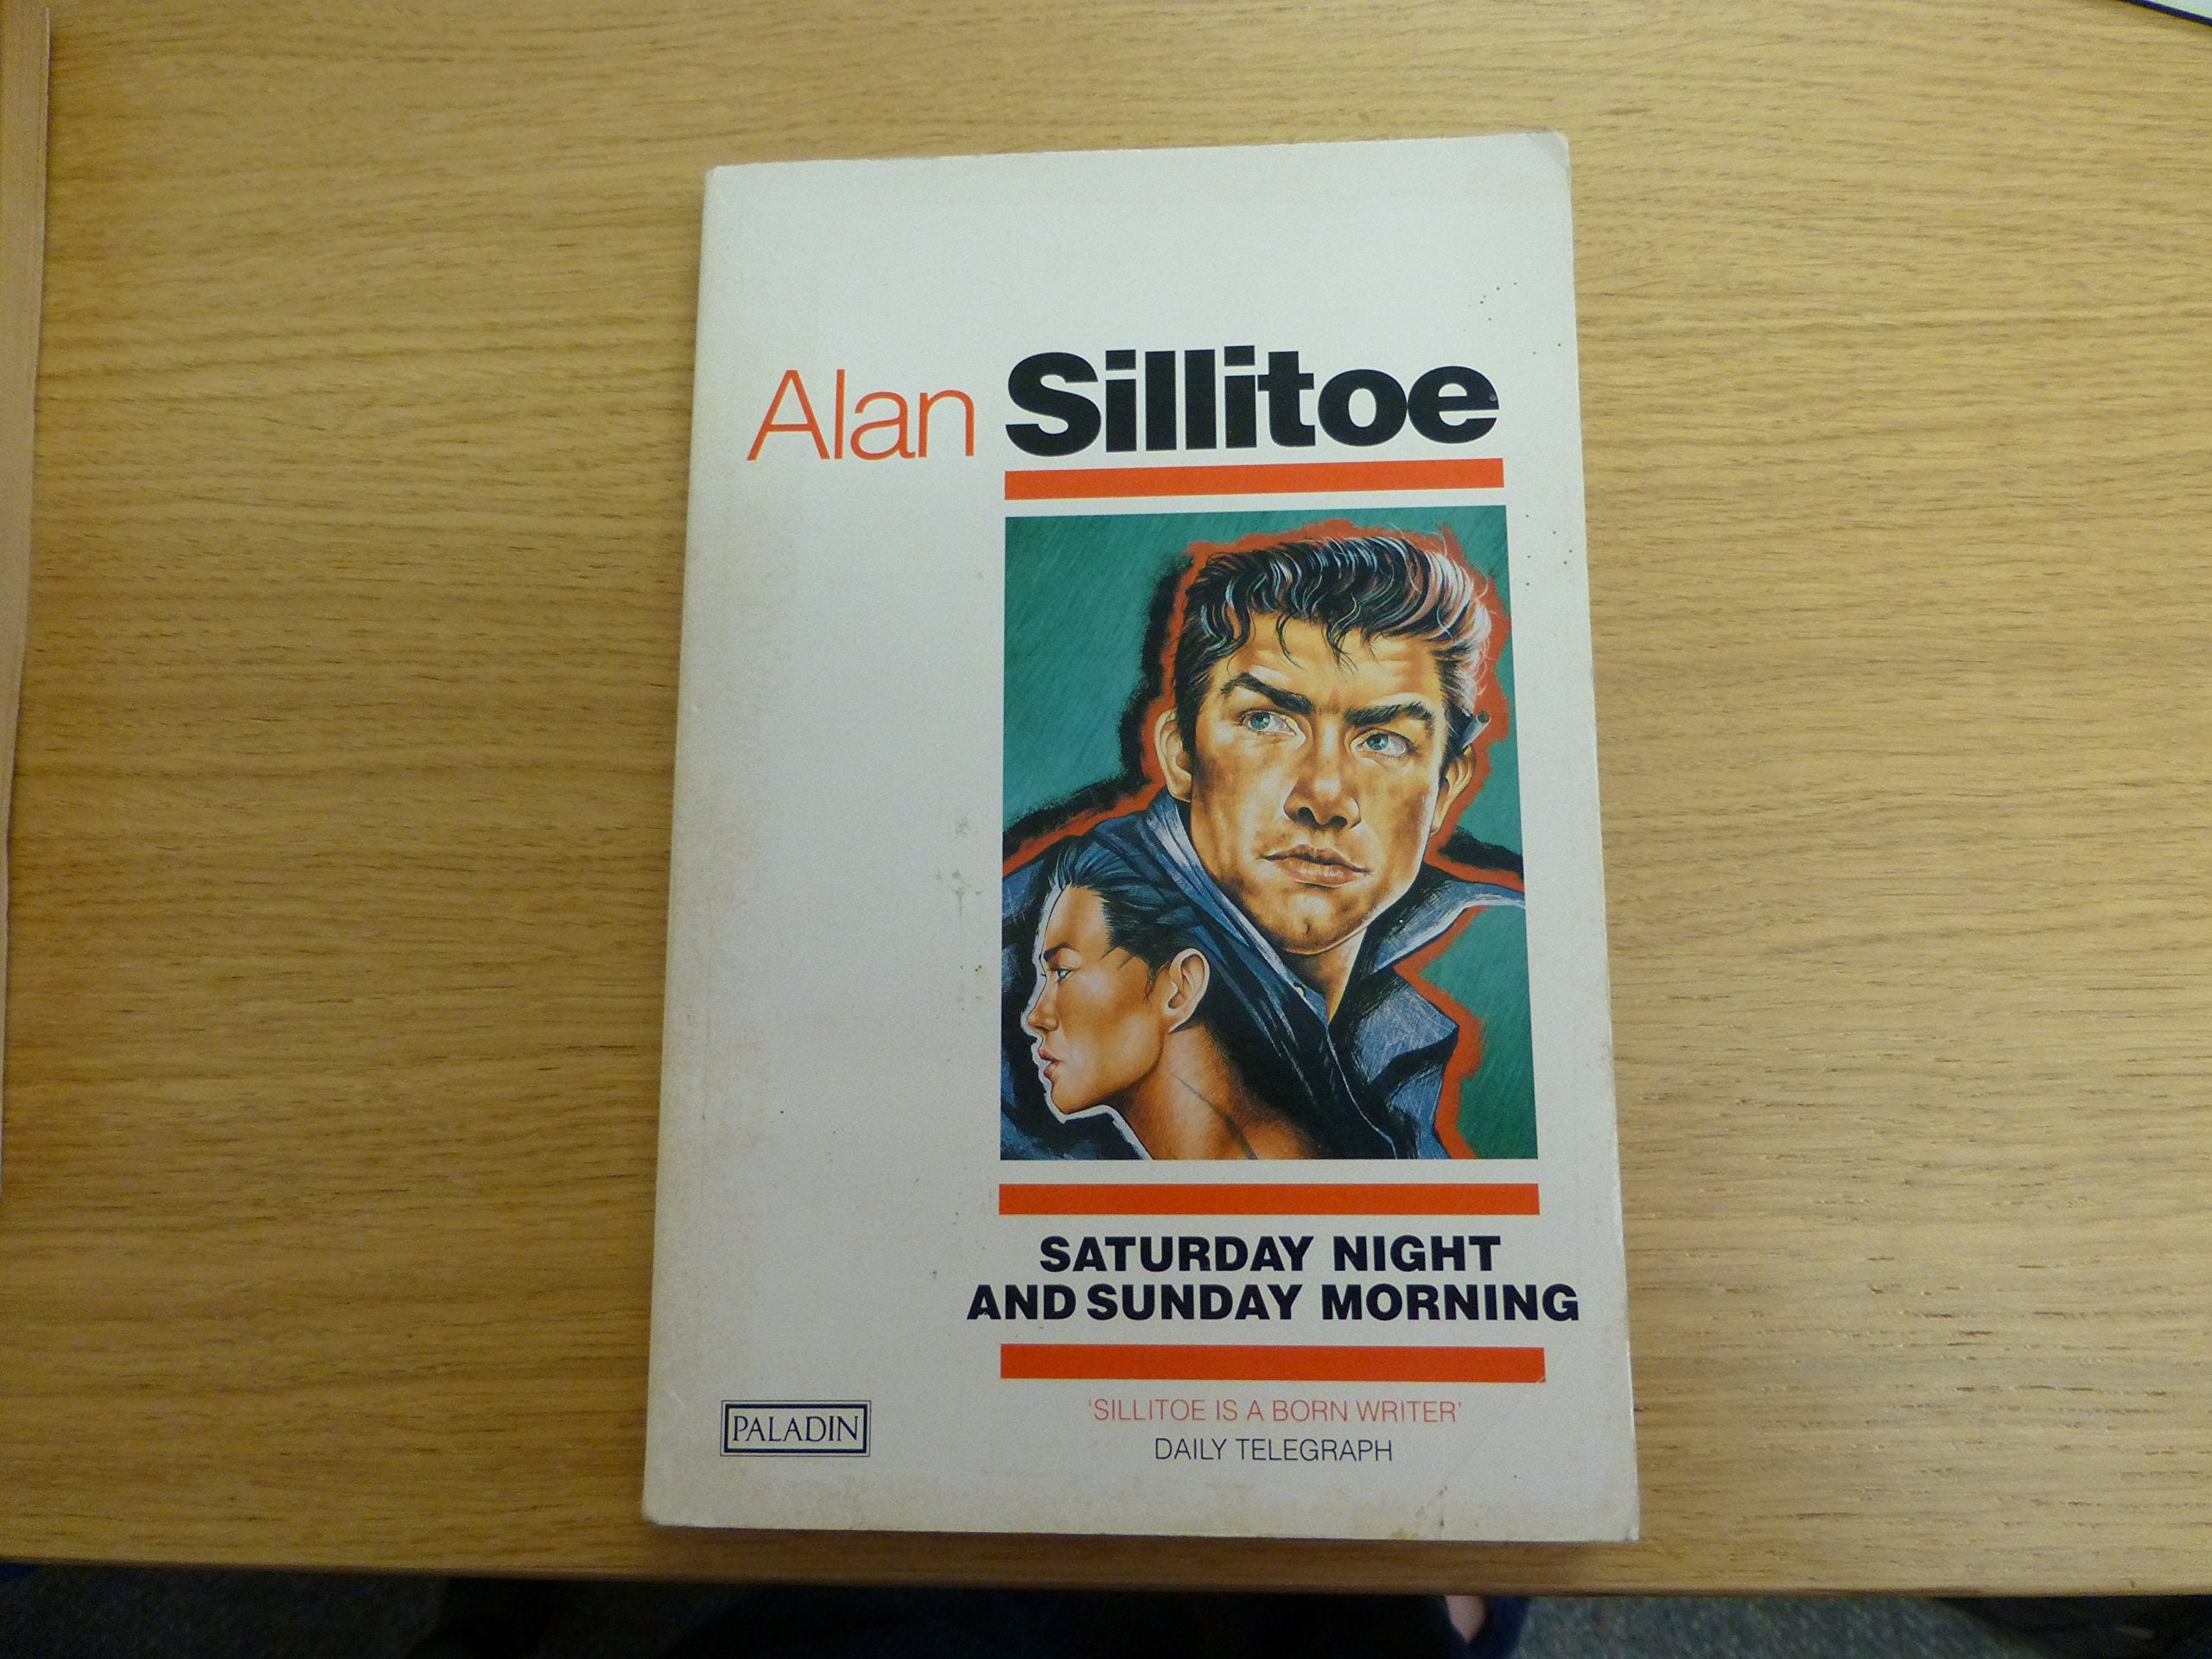 Alan Sillitoe
SATURDAY NIGHT
AND SUNDAY MORNING
'SILLITOE IS A BORN WRITER'
DAILY TELEGRAPH
PALADIN